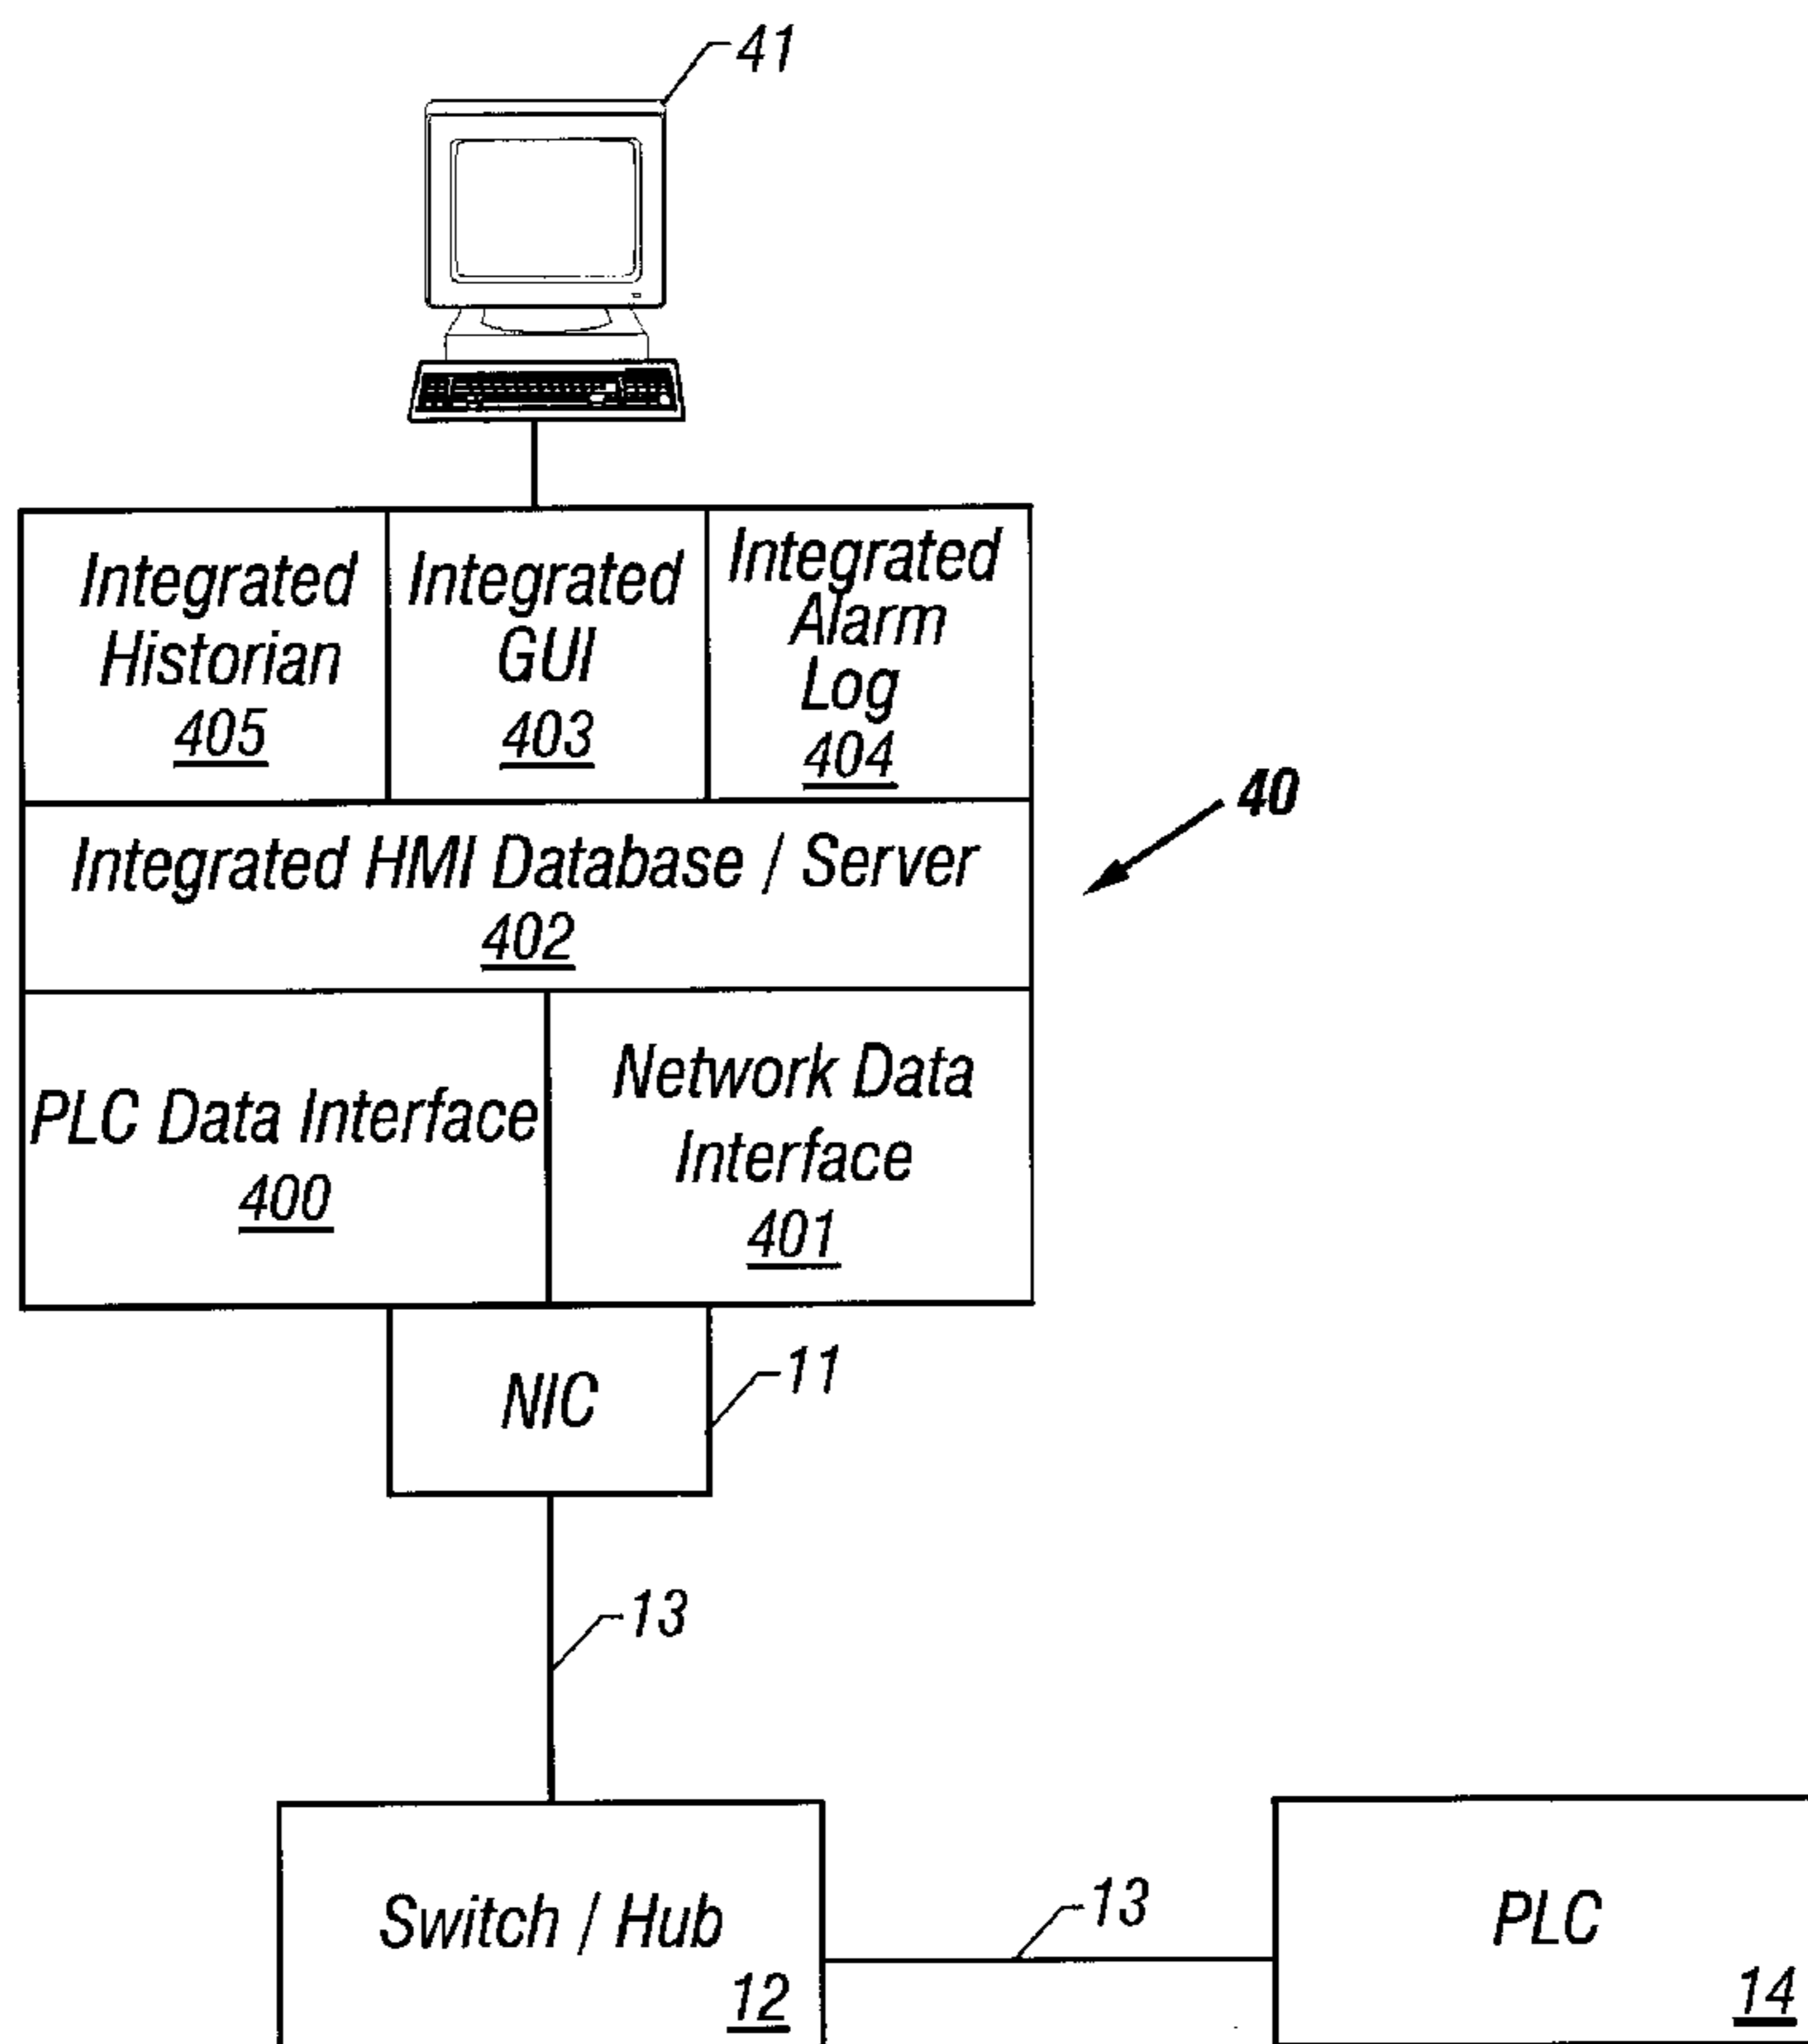 41
Integrated
Historian
405
Integrated
GUI
403
Integrated
Alarm
Log
404
40
Integrated HMI Database / Server
402
PLC Data Interface
400
Network Data
Interface
401
NIC
11
13
Switch / Hub
12
13
PLC
14